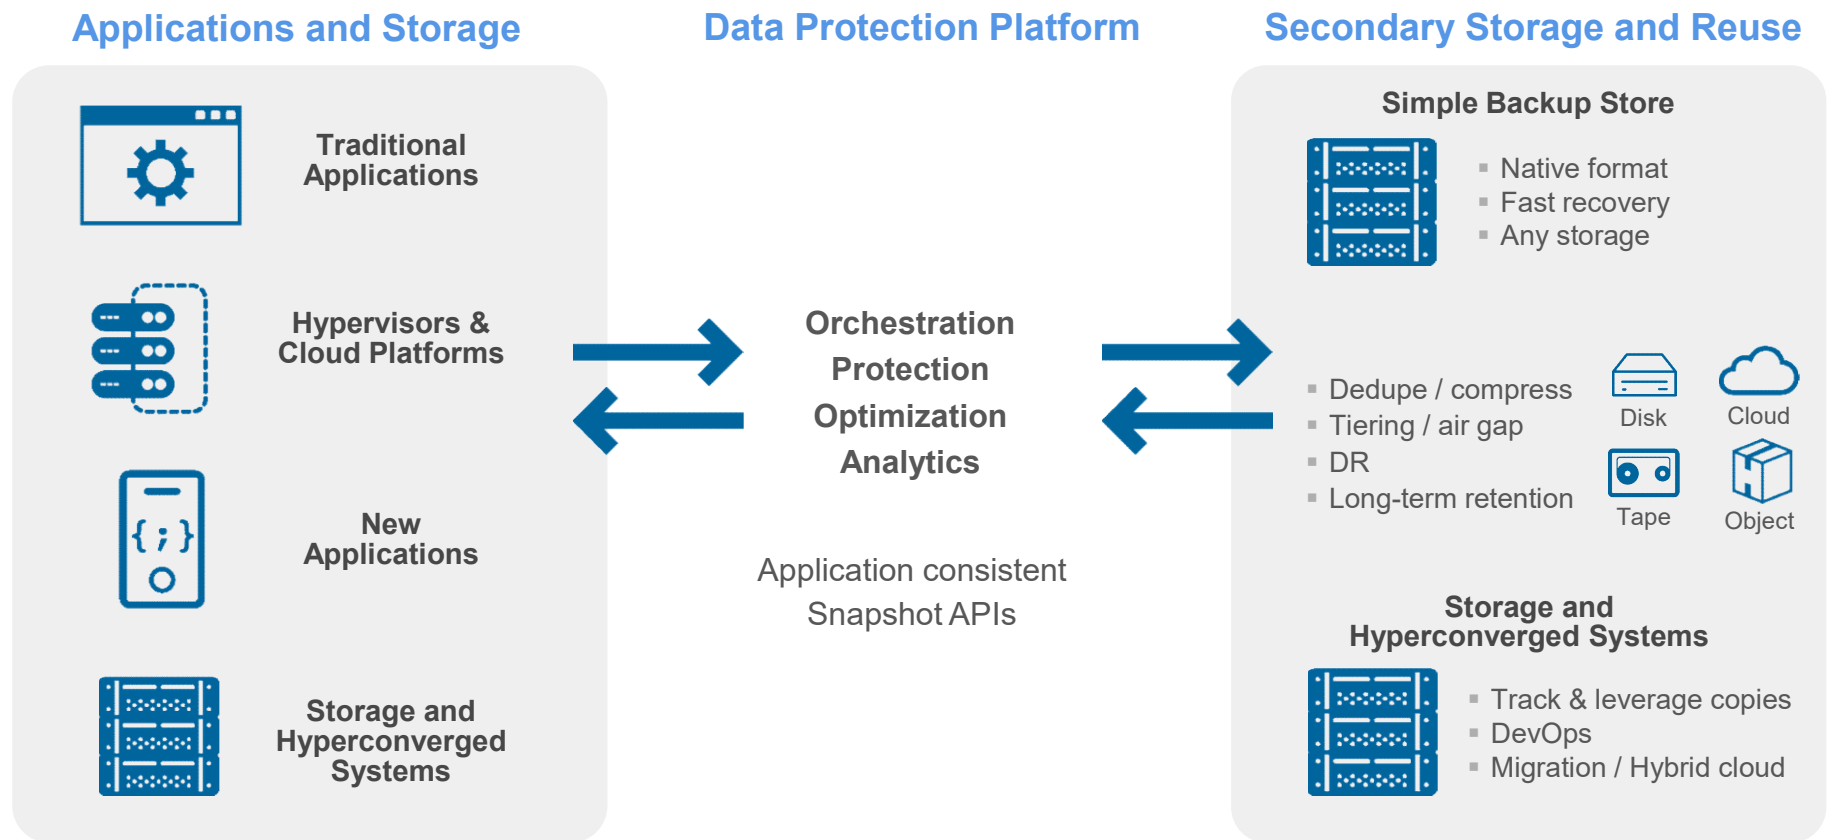 Applications and Storage
Traditional
Applications
Hypervisors &
Cloud Platforms
{;}
New
Applications
Storage and
Hyperconverged
Systems
Data Protection Platform
Orchestration
Protection
Optimization
Analytics
Application consistent
Snapshot APIs
Secondary Storage and Reuse
Simple Backup Store
▪ Native format
▪ Fast recovery
▪ Any storage
▪ Dedupe / compress
▪ Tiering / air gap
▪ DR
▪ Long-term retention
Disk
Cloud
Tape
Object
Storage and
Hyperconverged Systems
▪ Track & leverage copies
▪ DevOps
▪ Migration / Hybrid cloud